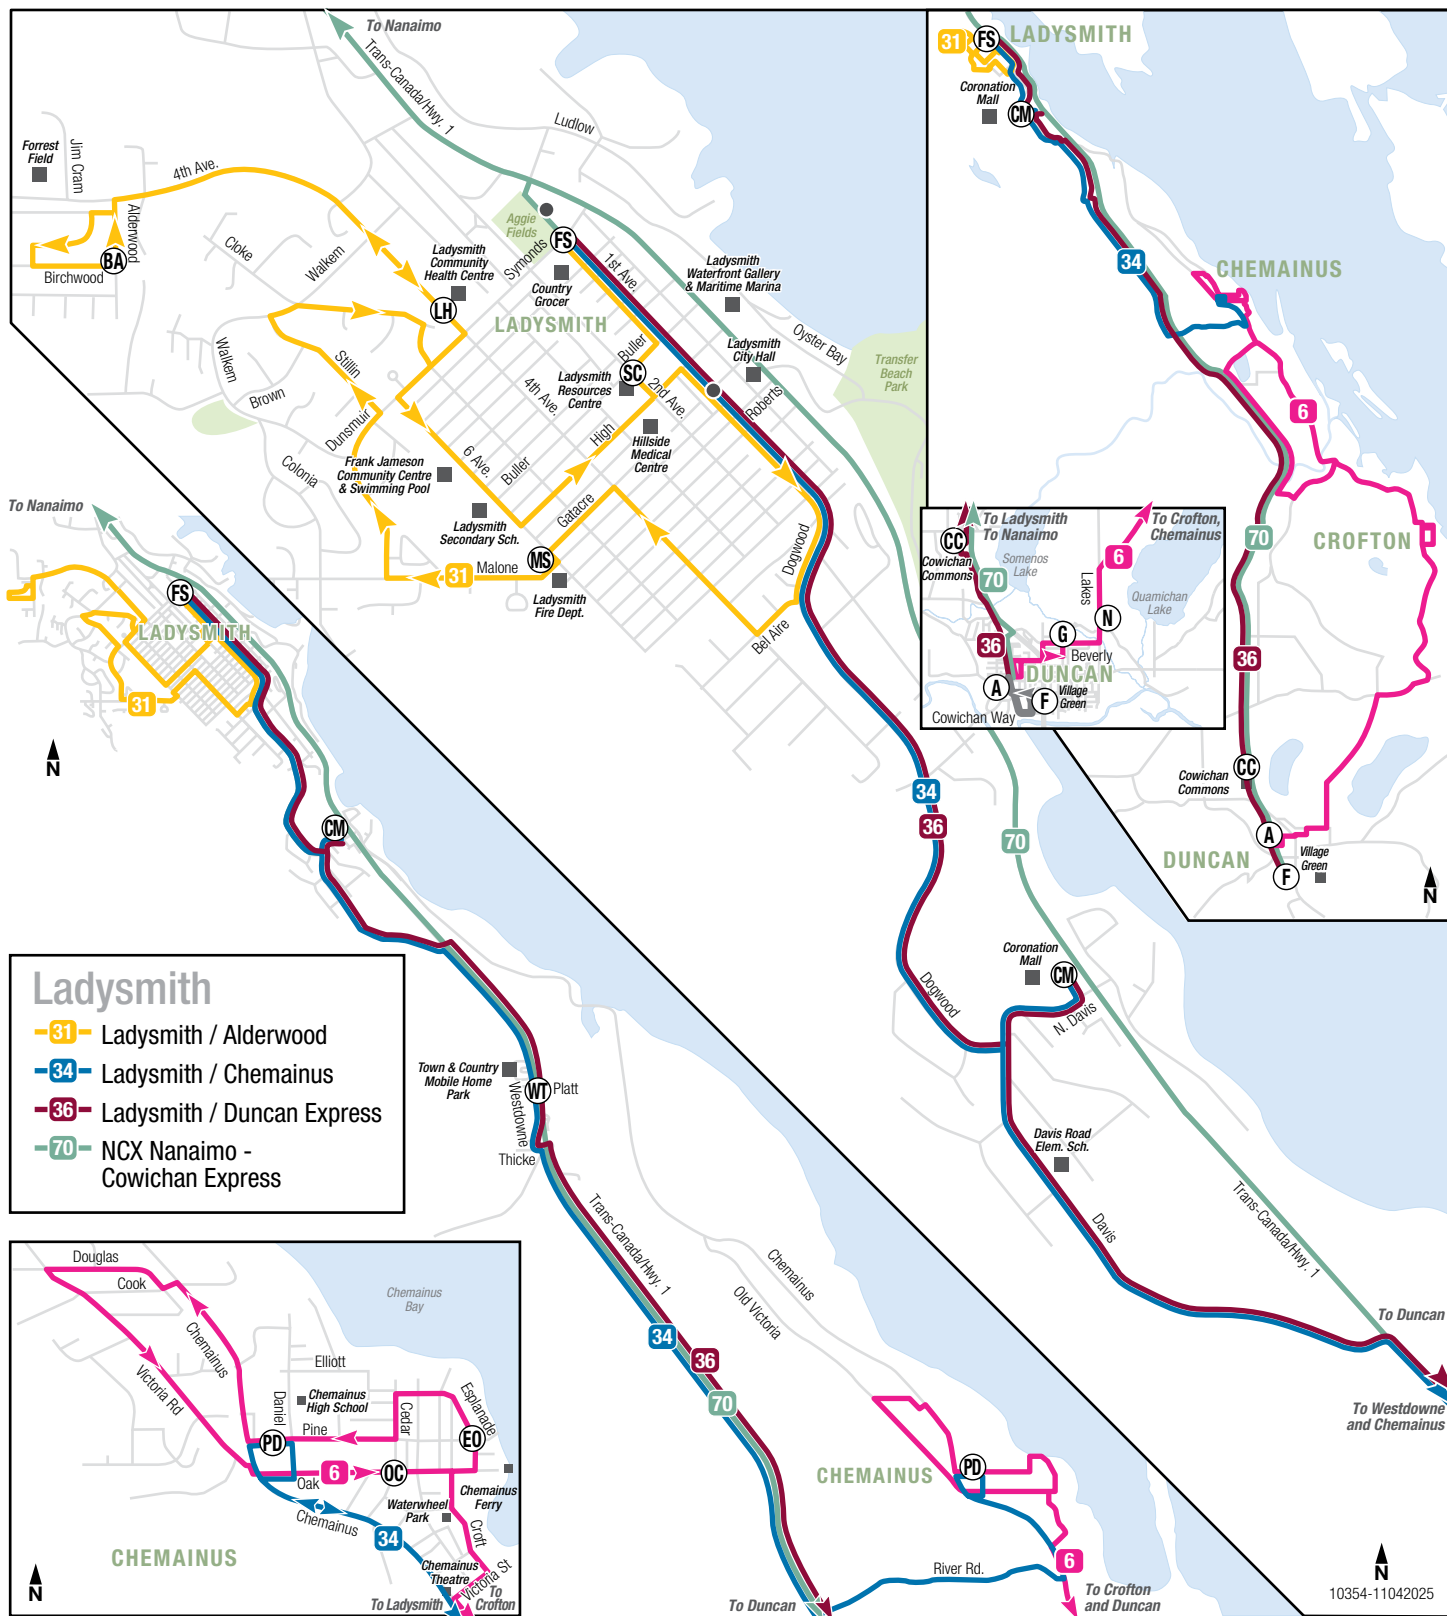 To Nanaimo
Trans-Canada/Hwy. 1
Ludlow
Forrest
Field
Jim Cram
4th Ave.
Alderwood
BA
Birchwood
Cloke
Walkem
Ladysmith
Community
Health Centre
LH
Aggie
Fields
Symonds
FS
1st Ave.
Country
Grocer
LADYSMITH
Ladysmith
Waterfront Gallery
& Maritime Marina
Oyster Bay
Ladysmith
City Hall
Transfer
Beach
Park
Buller
SC
Ladysmith
Resources
Centre
2nd Ave.
4th Ave.
Roberts
High
Hillside
Medical
Centre
Walkem
Stillin
Brown
Dunsmuir
Colonia
Frank Jameson
Community Centre
& Swimming Pool
6 Ave.
Buller
Gatacre
Ladysmith
Secondary Sch.
MS
Malone
31
Ladysmith
Fire Dept.
Dogwood
Bel Aire
34
36
70
Coronation
Mall
CM
Dogwood
N. Davis
Davis Road
Elem. Sch.
Davis
Trans-Canada/Hwy. 1
To Duncan
To Westdowne
and Chemainus
31
FS
LADYSMITH
Coronation
Mall
CM
34
CHEMAINUS
6
70
CROFTON
36
CC
Cowichan
Commons
A
DUNCAN
Village
Green
F
N
To Ladysmith
To Nanaimo
To Crofton,
Chemainus
CC
Cowichan
Commons
Somenos
Lake
70
6
Lakes
Quamichan
Lake
N
G
36
Beverly
DUNCAN
A
F
Village
Green
Cowichan Way
To Nanaimo
FS
LADYSMITH
31
N
CM
Town & Country
Mobile Home
Park
WT
Platt
Westdowne
Thicke
Trans-Canada/Hwy. 1
Chemainus
Old Victoria
34
36
70
CHEMAINUS
PD
River Rd.
6
To Duncan
To Crofton
and Duncan
N
10354-11042025
Ladysmith
31 Ladysmith / Alderwood
34 Ladysmith / Chemainus
36 Ladysmith / Duncan Express
70 NCX Nanaimo -
Cowichan Express
Douglas
Cook
Chemainus
Bay
Chemainus
Victoria Rd
Elliott
Daniel
Chemainus
High School
Esplanade
Cedar
Pine
PD
EO
6
OC
Oak
Chemainus
Waterwheel
Park
Chemainus
Ferry
34
Croft
CHEMAINUS
Chemainus
Theatre
Victoria St
To Ladysmith
To
Crofton
N